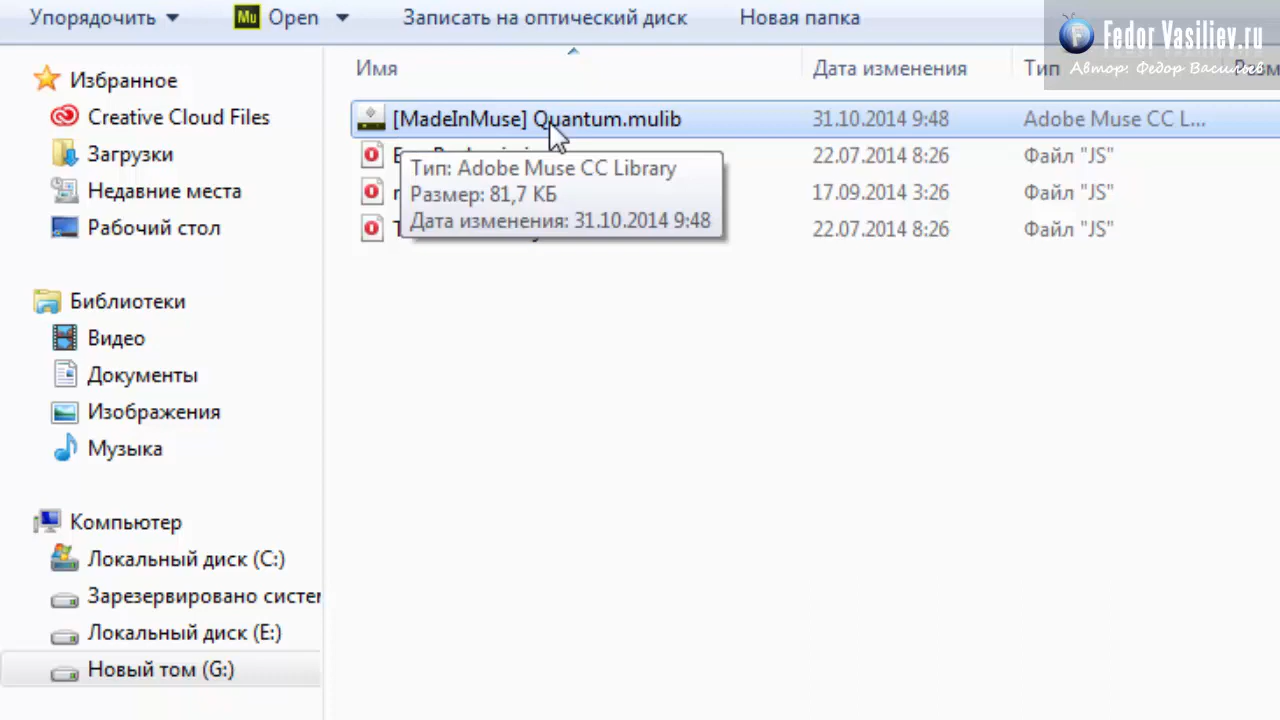 Упорядочить
Mu Open
Записать на оптический диск
Новая папка
Fedor Vasiliev.ru
Автор: Федор Васильев
Имя
Дата изменения
Тип
Избранное
Creative Cloud Files
Загрузки
Недавние места
Рабочий стол
Библиотеки
Видео
Документы
Изображения
Музыка
Компьютер
Локальный диск (C:)
Зарезервировано систем
Локальный диск (E:)
Новый том (G:)
[MadeInMuse] Quantum.mulib 31.10.2014 9:48 Adobe Muse CC L...
22.07.2014 8:26 Файл "JS"
17.09.2014 3:26 Файл "JS"
22.07.2014 8:26 Файл "JS"
Тип: Adobe Muse CC Library
Размер: 81,7 КБ
Дата изменения: 31.10.2014 9:48